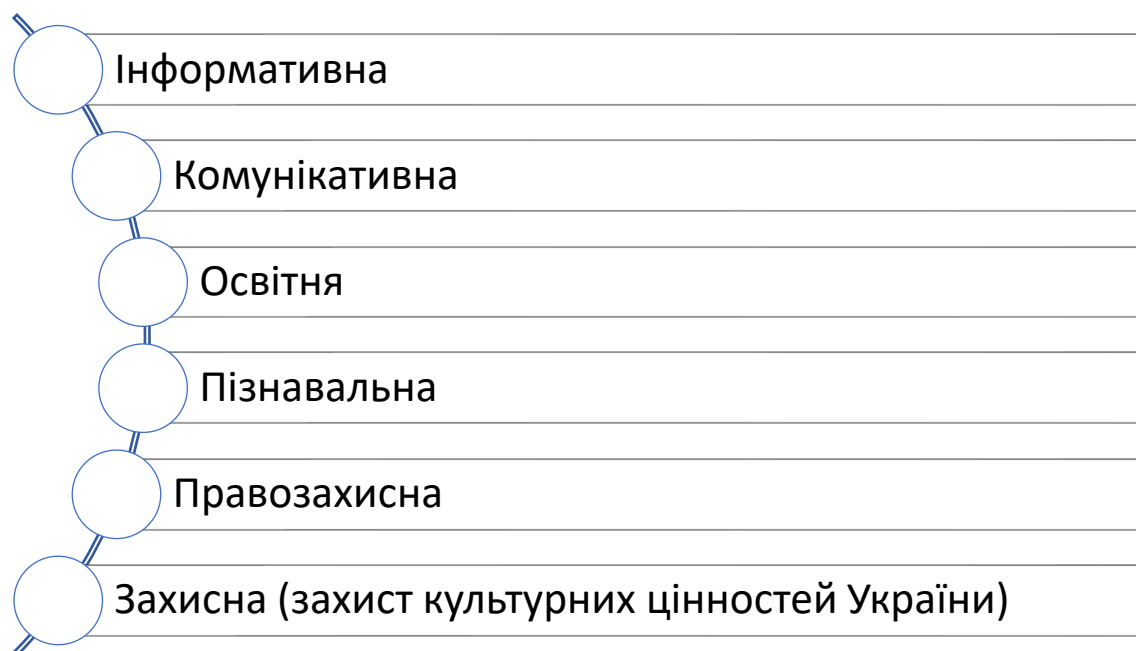 Інформативна
Комунікативна
Освітня
Пізнавальна
Правозахисна
Захисна (захист культурних цінностей України)